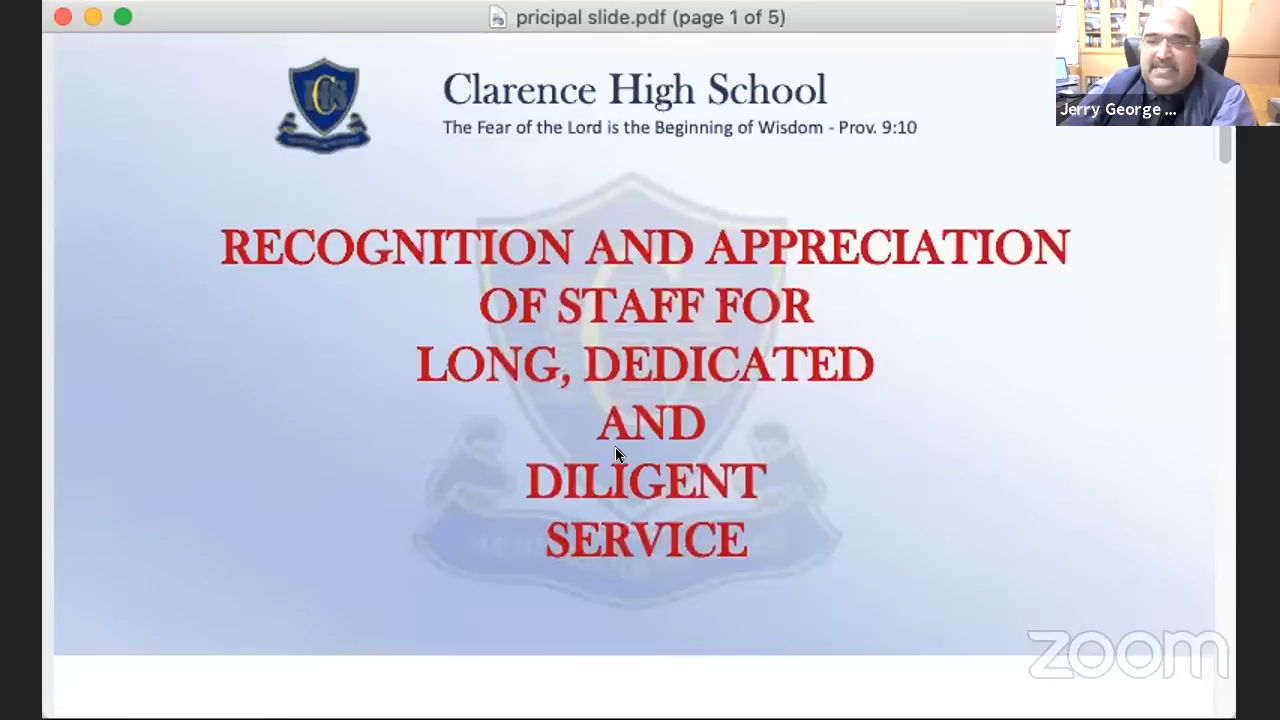 pricipal slide.pdf (page 1 of 5)
Clarence High School
The Fear of the Lord is the Beginning of Wisdom - Prov. 9:10
Jerry George ...
RECOGNITION AND APPRECIATION
OF STAFF FOR
LONG, DEDICATED
AND
DILIGENT
SERVICE
zoom